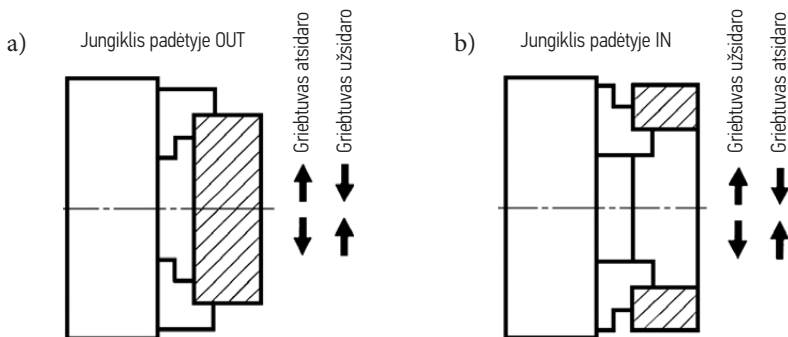 a)
Jungiklis padėtyje OUT
Griebtuvas atsidaro
Griebtuvas užsidaro
b)
Jungiklis padėtyje IN
Griebtuvas užsidaro
Griebtuvas atsidaro